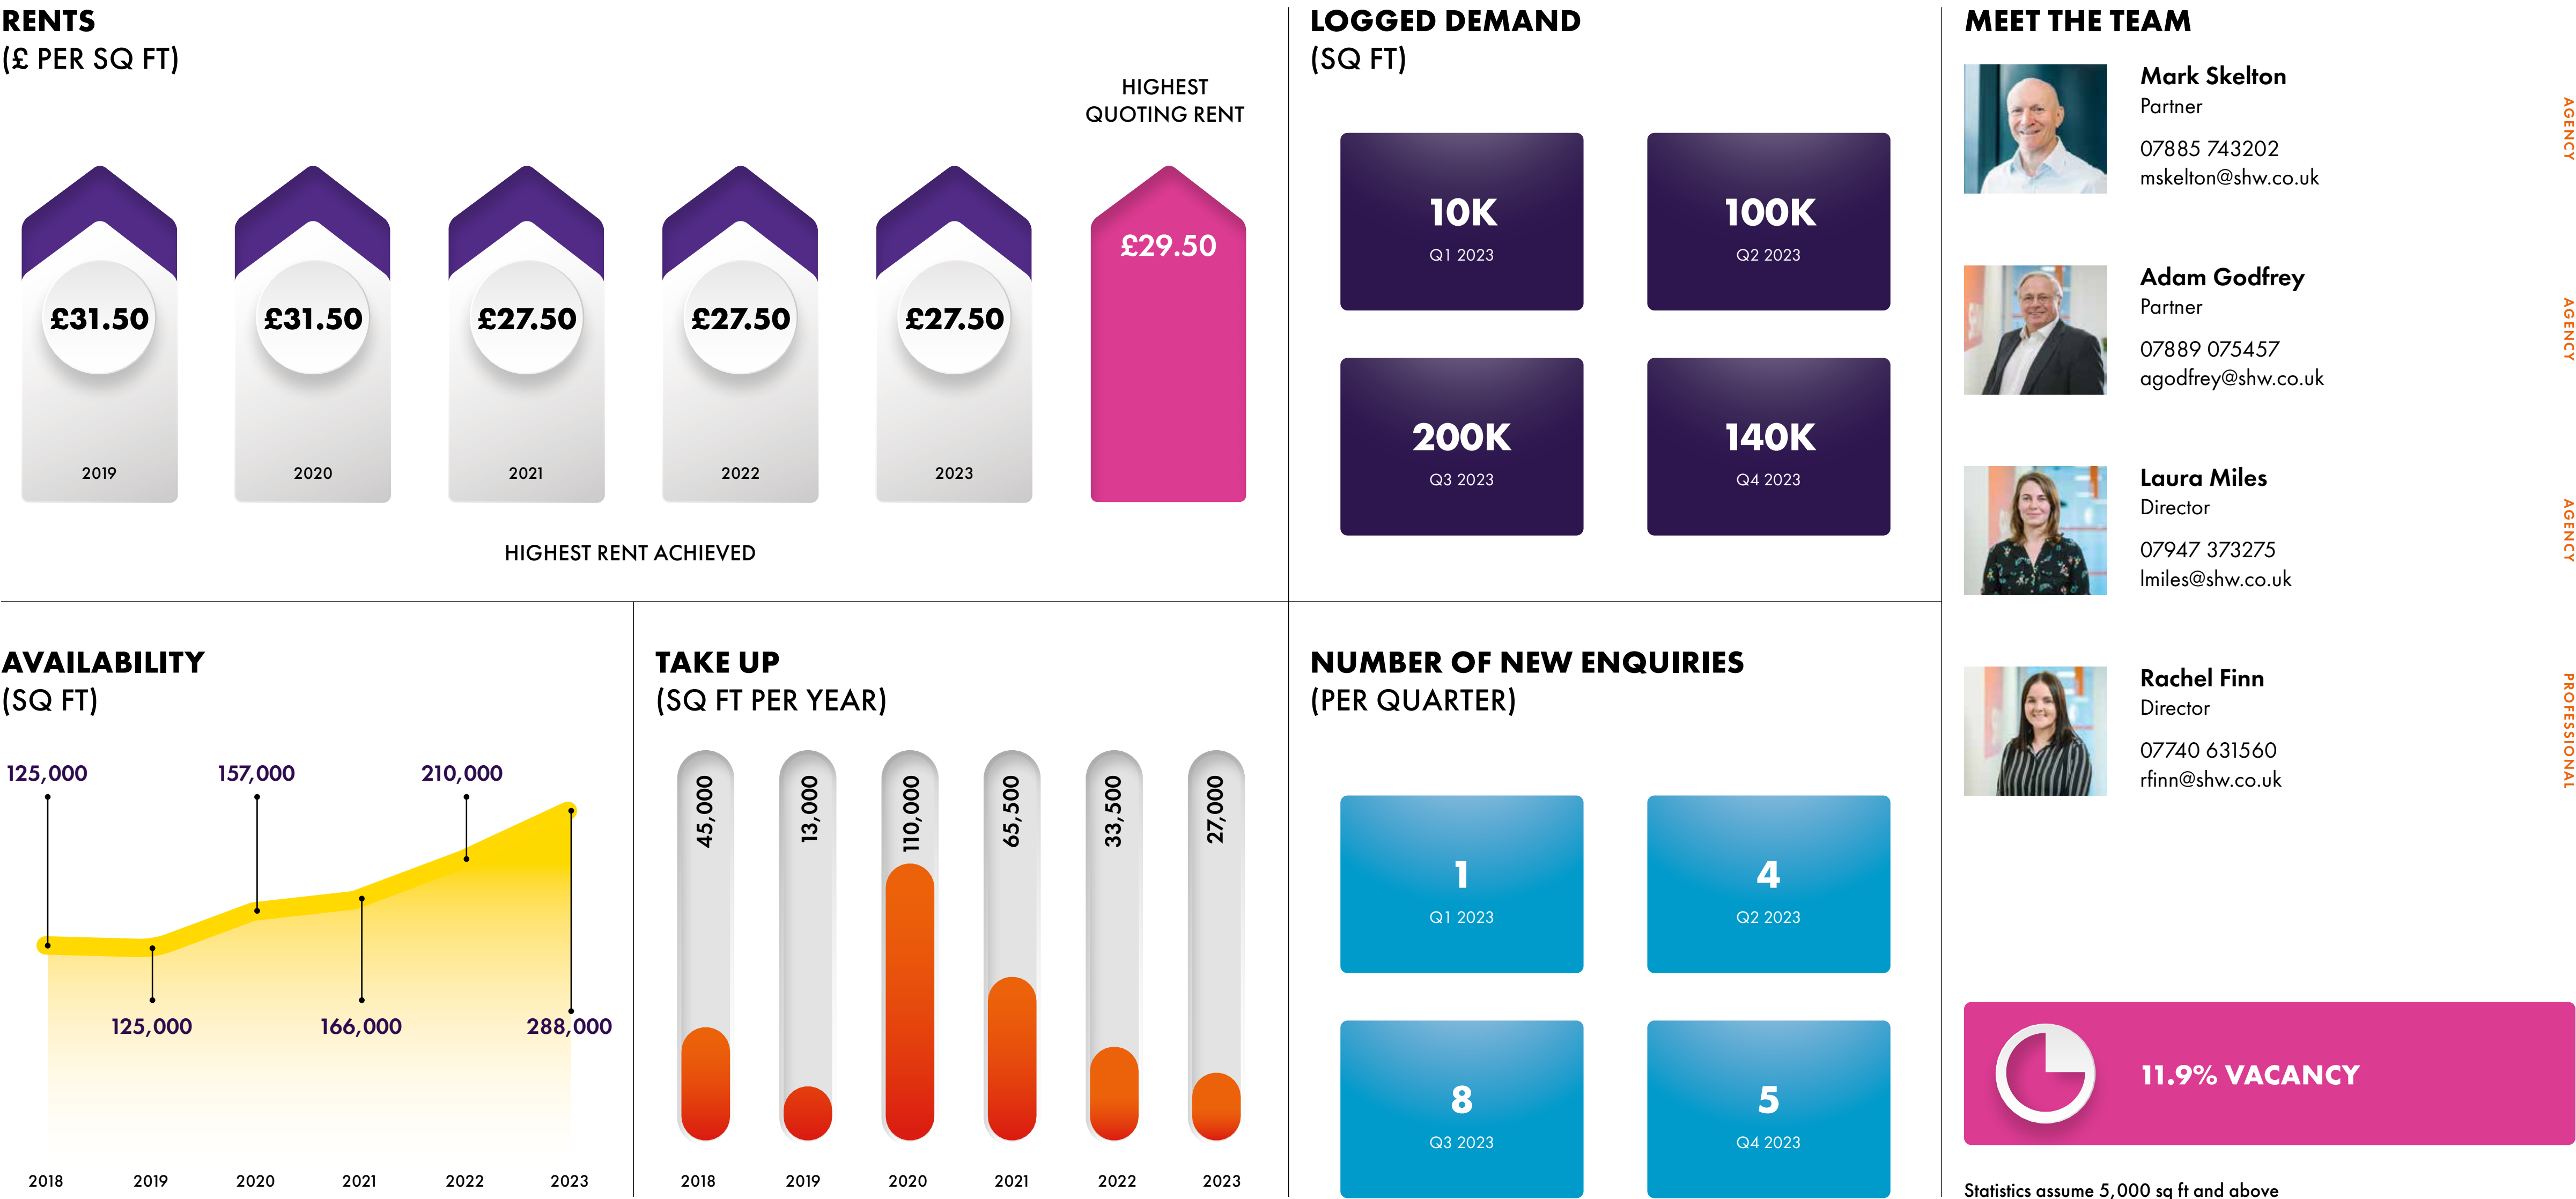 RENTS
(£ PER SQ FT)
HIGHEST
QUOTING RENT
£31.50
£31.50
£27.50
£27.50
£27.50
£29.50
2019
2020
2021
2022
2023
HIGHEST RENT ACHIEVED
LOGGED DEMAND
(SQ FT)
10K
Q1 2023
100K
Q2 2023
200K
Q3 2023
140K
Q4 2023
AVAILABILITY
(SQ FT)
125,000
157,000
210,000
125,000
166,000
288,000
2018
2019
2020
2021
2022
2023
TAKE UP
(SQ FT PER YEAR)
45,000
13,000
110,000
65,500
33,500
27,000
2018
2019
2020
2021
2022
2023
NUMBER OF NEW ENQUIRIES
(PER QUARTER)
1
Q1 2023
4
Q2 2023
8
Q3 2023
5
Q4 2023
MEET THE TEAM
Mark Skelton
Partner
07885 743202
mskelton@shw.co.uk
AGENCY
Adam Godfrey
Partner
07889 075457
agodfrey@shw.co.uk
AGENCY
Laura Miles
Director
07947 373275
lmiles@shw.co.uk
AGENCY
Rachel Finn
Director
07740 631560
rfinn@shw.co.uk
PROFESSIONAL
11.9% VACANCY
Statistics assume 5,000 sq ft and above